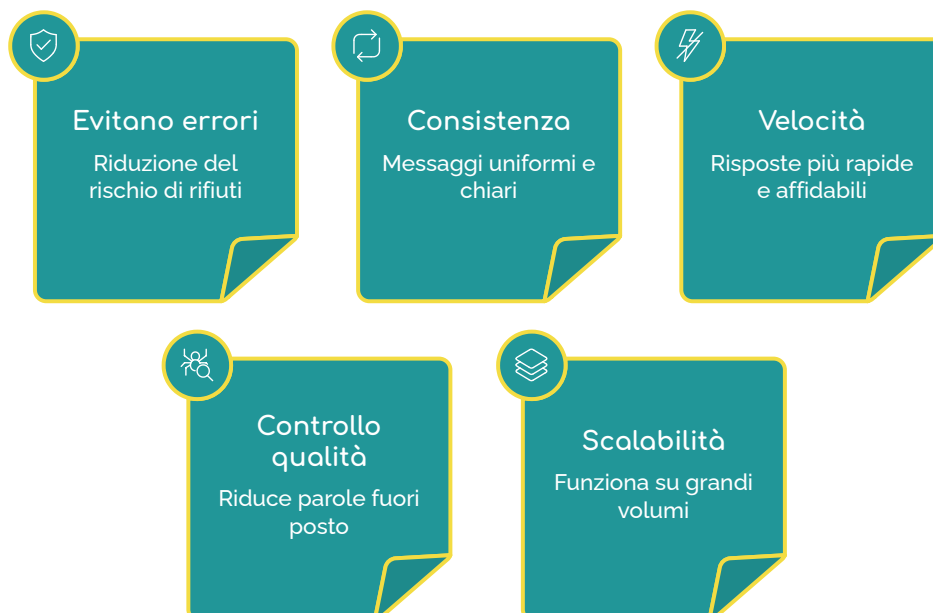 Evitano errori
Riduzione del
rischio di rifiuti
Consistenza
Messaggi uniformi e
chiari
Velocità
Risposte più rapide
e affidabili
Controllo
qualità
Riduce parole fuori
posto
Scalabilità
Funziona su grandi
volumi